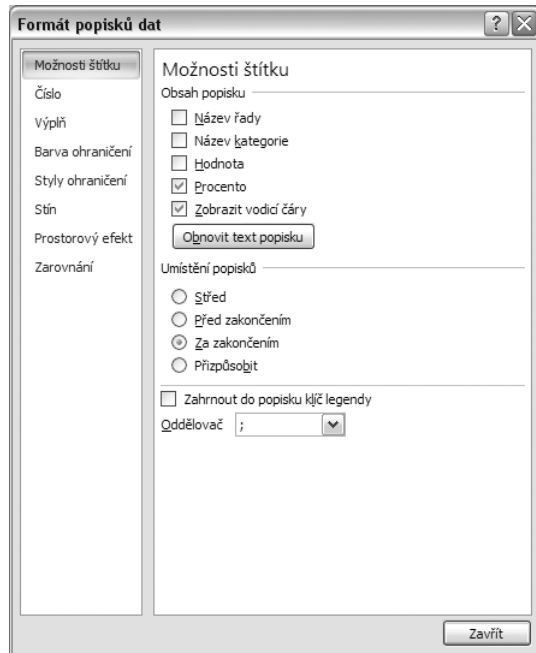 Formát popisků dat
Možnosti štítku
Číslo
Výplň
Barva ohraničení
Styly ohraničení
Stín
Prostorový efekt
Zarovnání
Možnosti štítku
Obsah popisku
Název řady
Název kategorie
Hodnota
Procento
Zobrazit vodicí čáry
Obnovit text popisku
Umístění popisků
Střed
Před zakončením
Za zakončením
Přizpůsobit
Zahrnout do popisku klíč legendy
Oddělovač ;
Zavřít